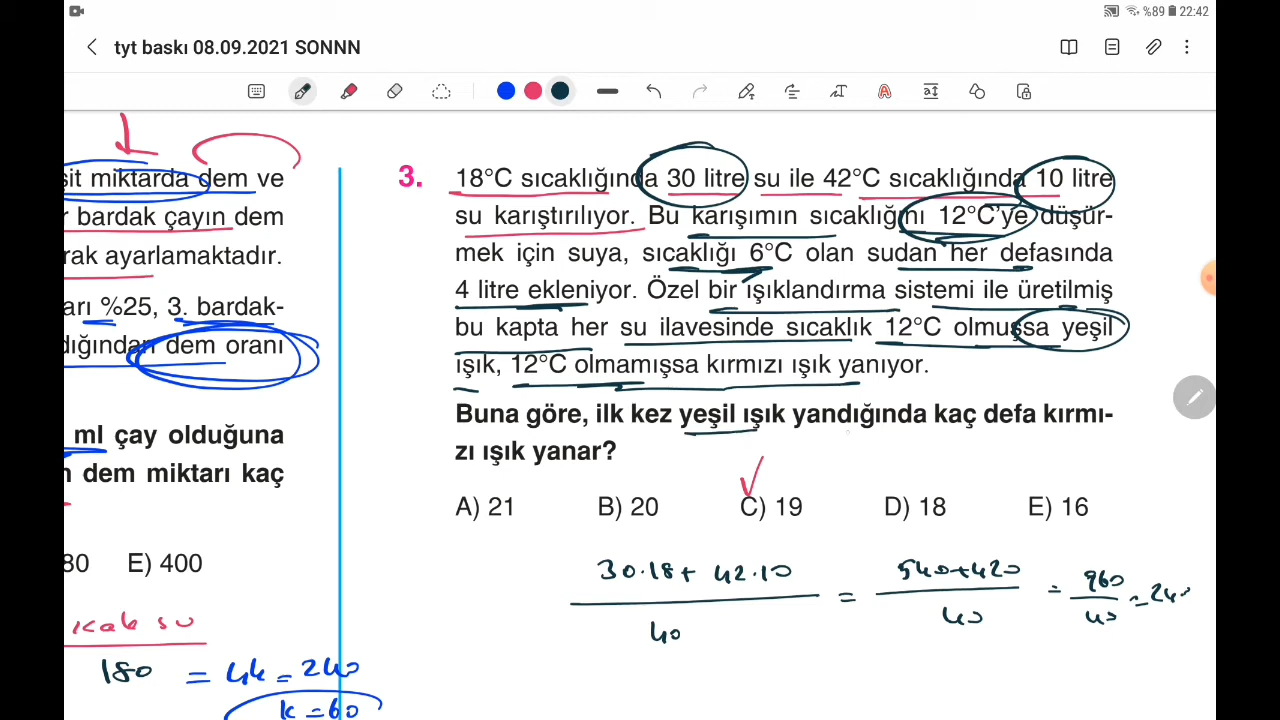 %89 22:42
tyt baskı 08.09.2021 SONNN
şit miktarda dem ve
r bardak çayın dem
rak ayarlamaktadır.
arı %25, 3. bardak-
dığından dem oranı
ml çay olduğuna
n dem miktarı kaç
80 E) 400
kak su
180 = 4k = 240
k = 60
3. 18°C sıcaklığında 30 litre su ile 42°C sıcaklığında 10 litre
su karıştırılıyor. Bu karışımın sıcaklığını 12°C'ye düşür-
mek için suya, sıcaklığı 6°C olan sudan her defasında
4 litre ekleniyor. Özel bir ışıklandırma sistemi ile üretilmiş
bu kapta her su ilavesinde sıcaklık 12°C olmuşsa yeşil
ışık, 12°C olmamışsa kırmızı ışık yanıyor.
Buna göre, ilk kez yeşil ışık yandığında kaç defa kırmı-
zı ışık yanar?
A) 21 B) 20 C) 19 D) 18 E) 16
30.18 + 42.10 = 540+420 = 960 = 24°
40 40 40